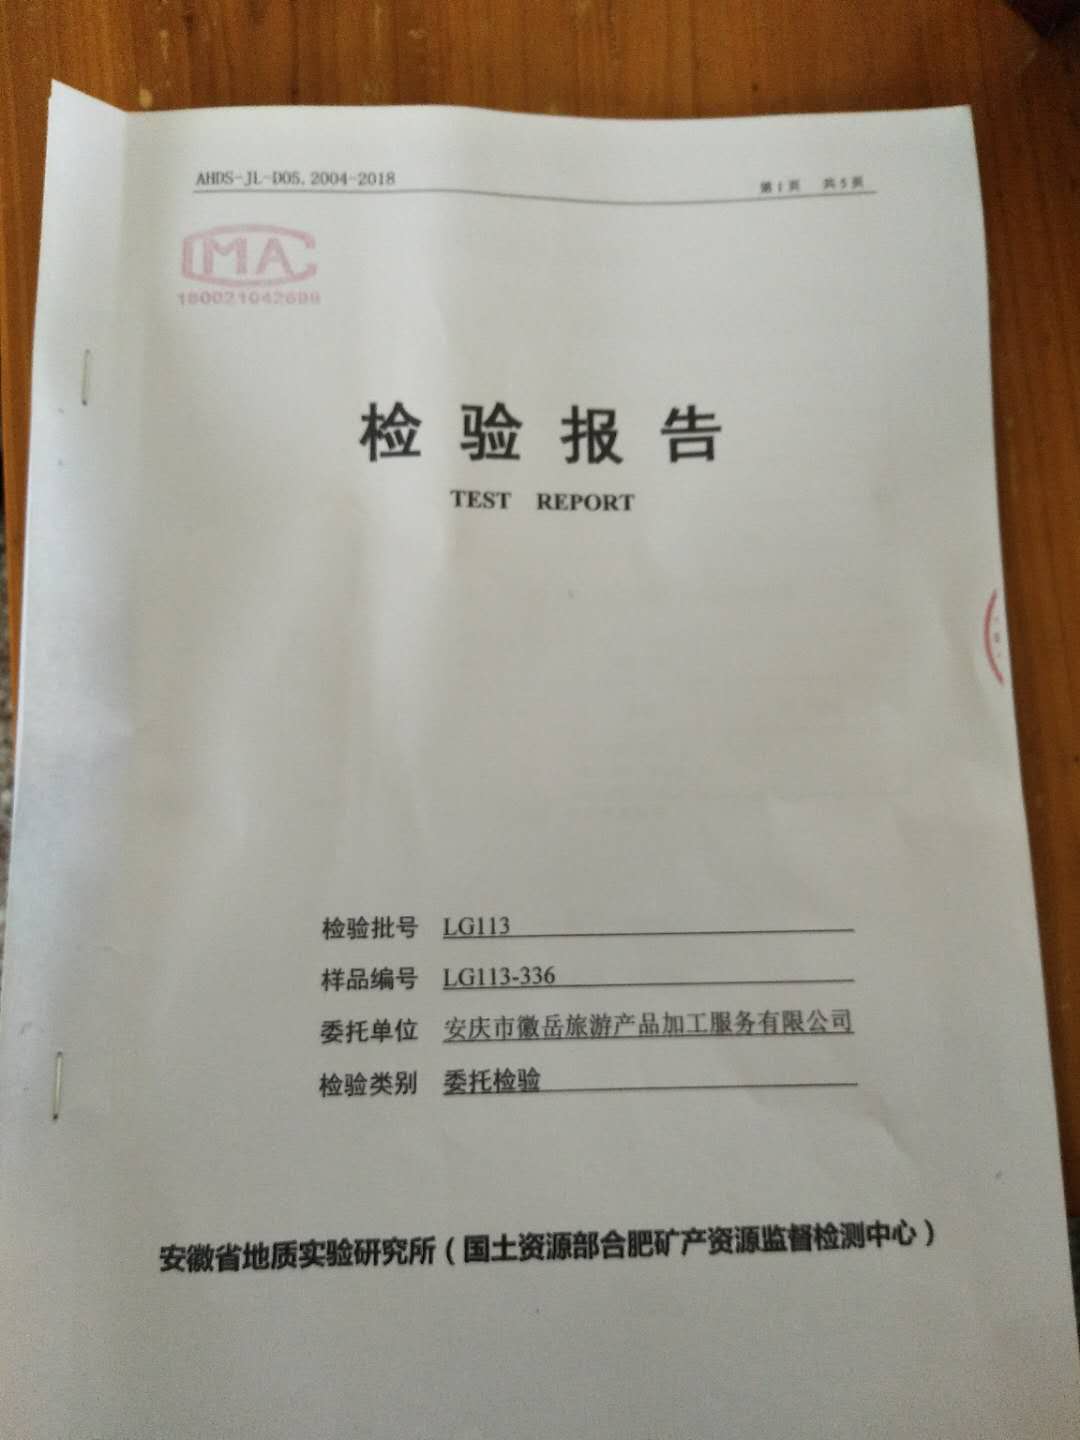 AHDS-JL-D05.2004-2018
第1页 共5页
CMA
180021042698
检验报告
TEST REPORT
检验批号 LG113
样品编号 LG113-336
委托单位 安庆市徽岳旅游产品加工服务有限公司
检验类别 委托检验
安徽省地质实验研究所（国土资源部合肥矿产资源监督检测中心）